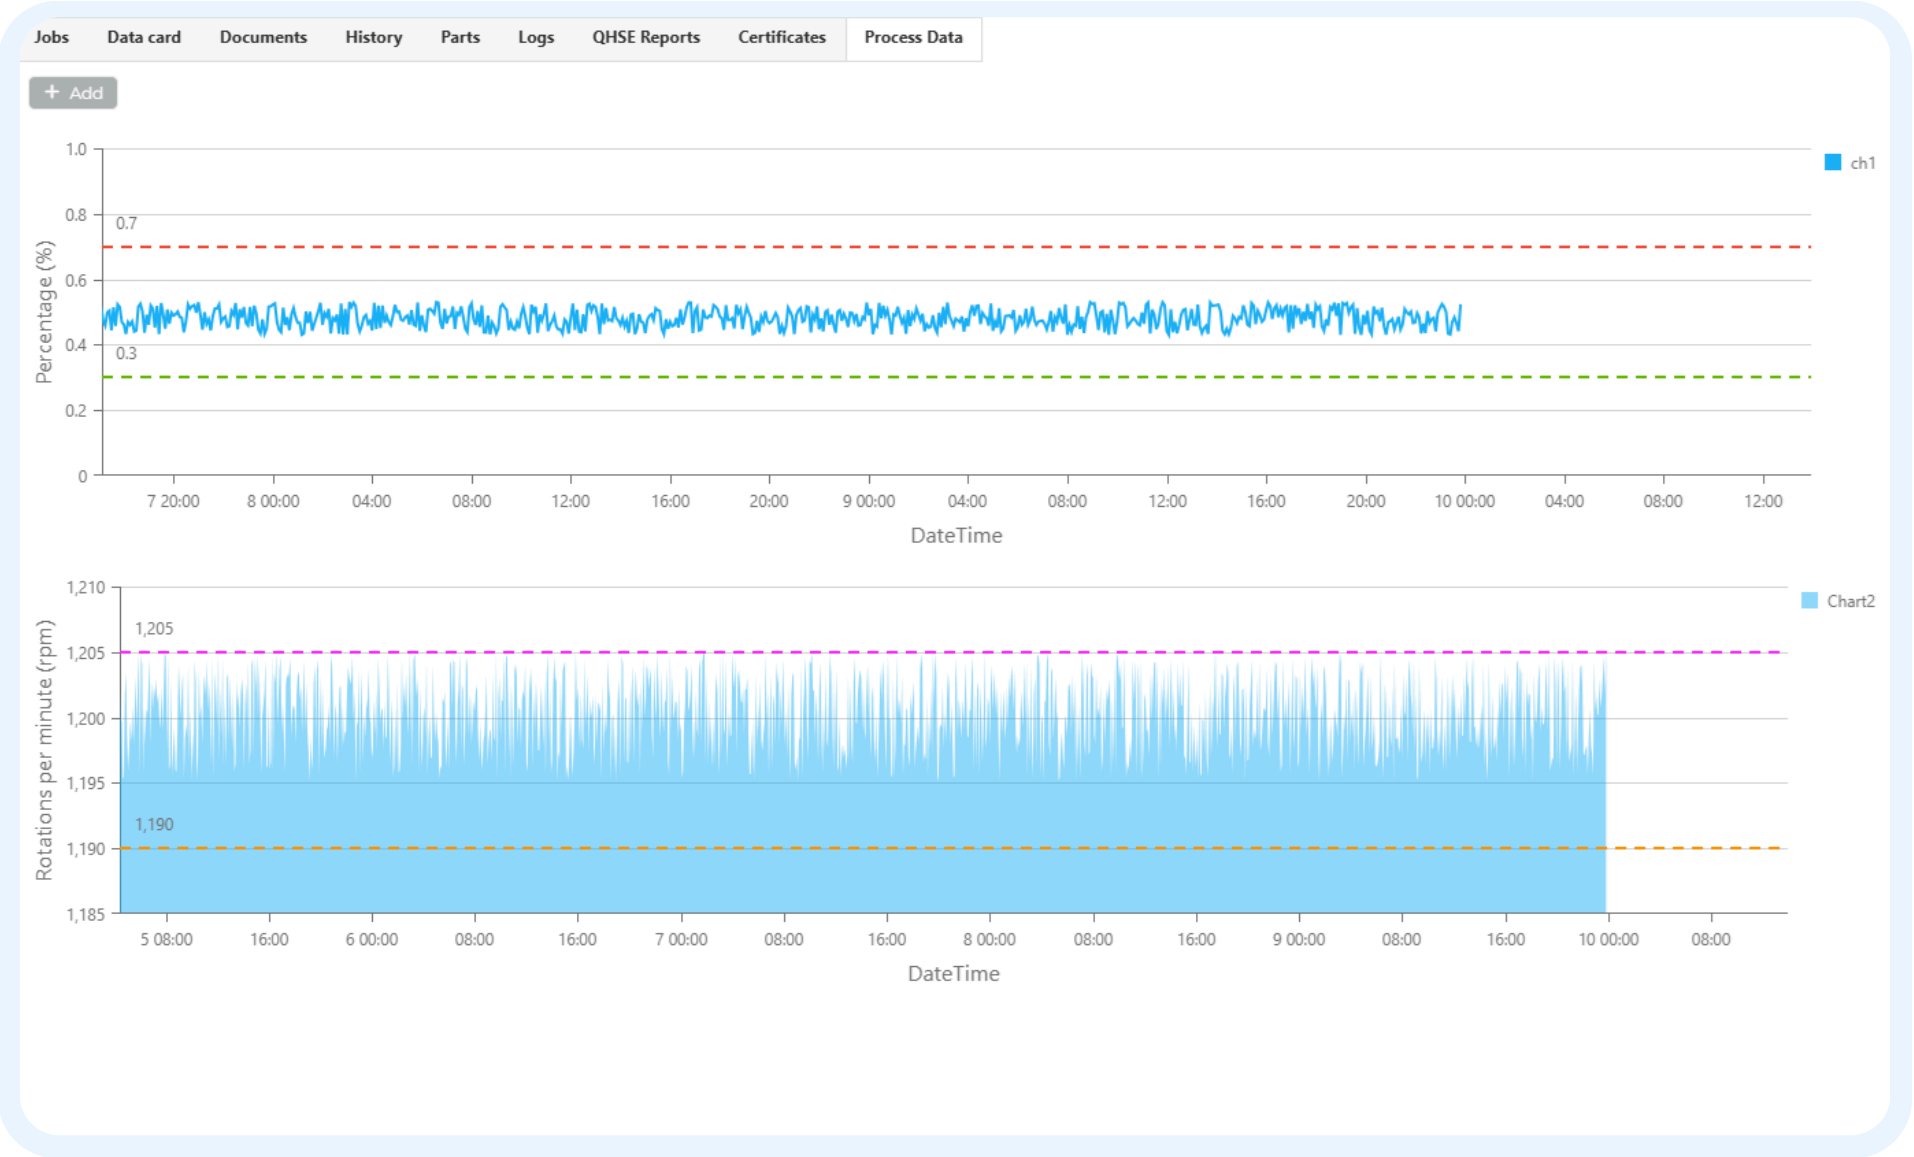 Jobs Data card Documents History Parts Logs QHSE Reports Certificates Process Data
+ Add
1.0
ch1
0.8
0.7
0.6
0.4
0.3
0.2
0
Percentage (%)
7 20:00 8 00:00 04:00 08:00 12:00 16:00 20:00 9 00:00 04:00 08:00 12:00 16:00 20:00 10 00:00 04:00 08:00 12:00
DateTime
1,210
Chart2
1,205
1,205
1,200
1,195
1,190
1,190
1,185
Rotations per minute (rpm)
5 08:00 16:00 6 00:00 08:00 16:00 7 00:00 08:00 16:00 8 00:00 08:00 16:00 9 00:00 08:00 16:00 10 00:00 08:00
DateTime